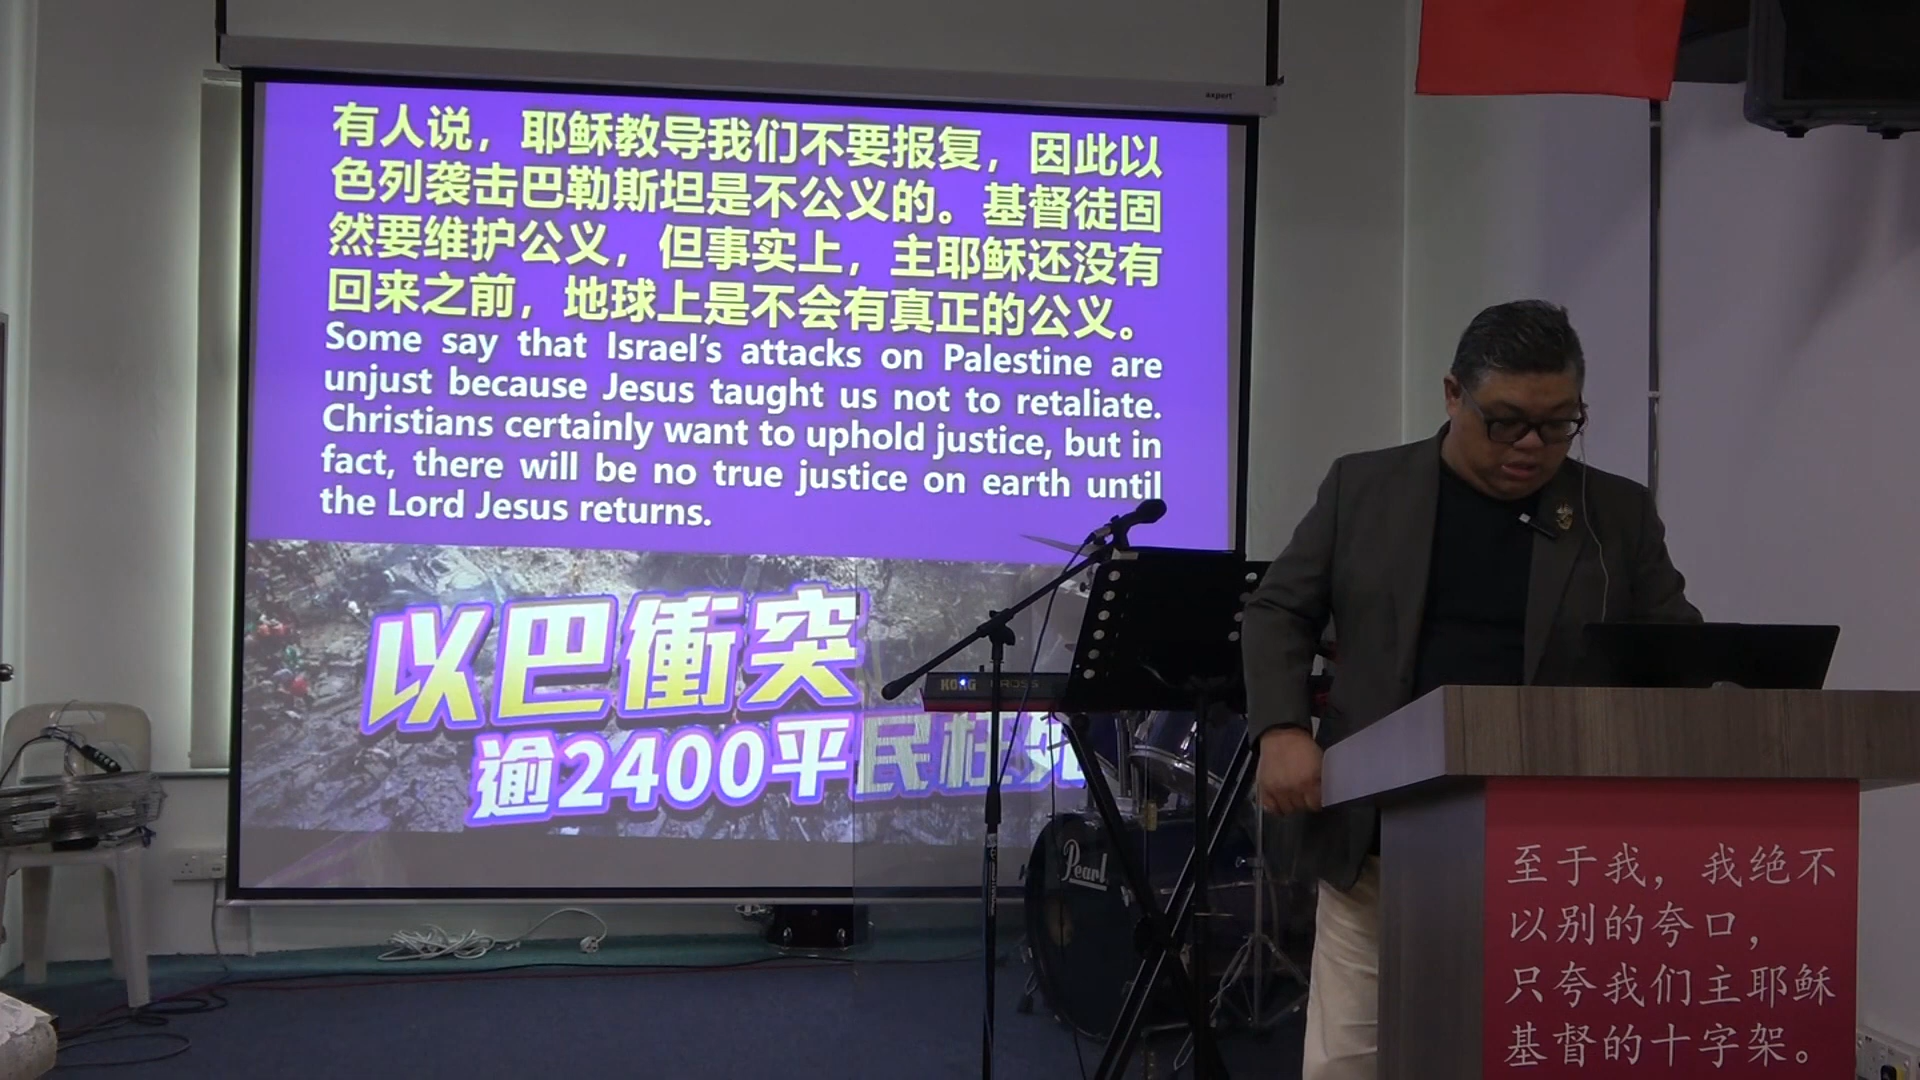 expert
有人说，耶稣教导我们不要报复，因此以
色列袭击巴勒斯坦是不公义的。基督徒固
然要维护公义，但事实上，主耶稣还没有
回来之前，地球上是不会有真正的公义。
Some say that Israel’s attacks on Palestine are
unjust because Jesus taught us not to retaliate.
Christians certainly want to uphold justice, but in
fact, there will be no true justice on earth until
the Lord Jesus returns.
以巴衝突
逾2400平民枉死
KORG KROSS
Pearl
至于我，我绝不
以别的夸口，
只夸我们主耶稣
基督的十字架。